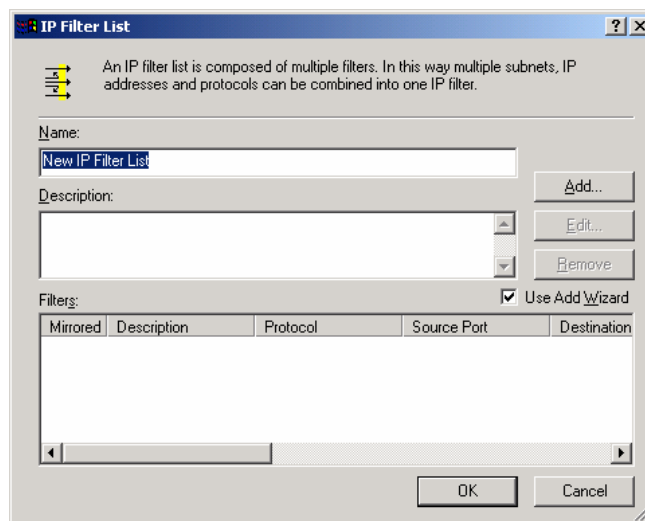 IP Filter List
An IP filter list is composed of multiple filters. In this way multiple subnets, IP
addresses and protocols can be combined into one IP filter.
Name:
New IP Filter List
Add...
Description:
Edit...
Remove
Filters:
Use Add Wizard
Mirrored Description Protocol Source Port Destination
OK Cancel